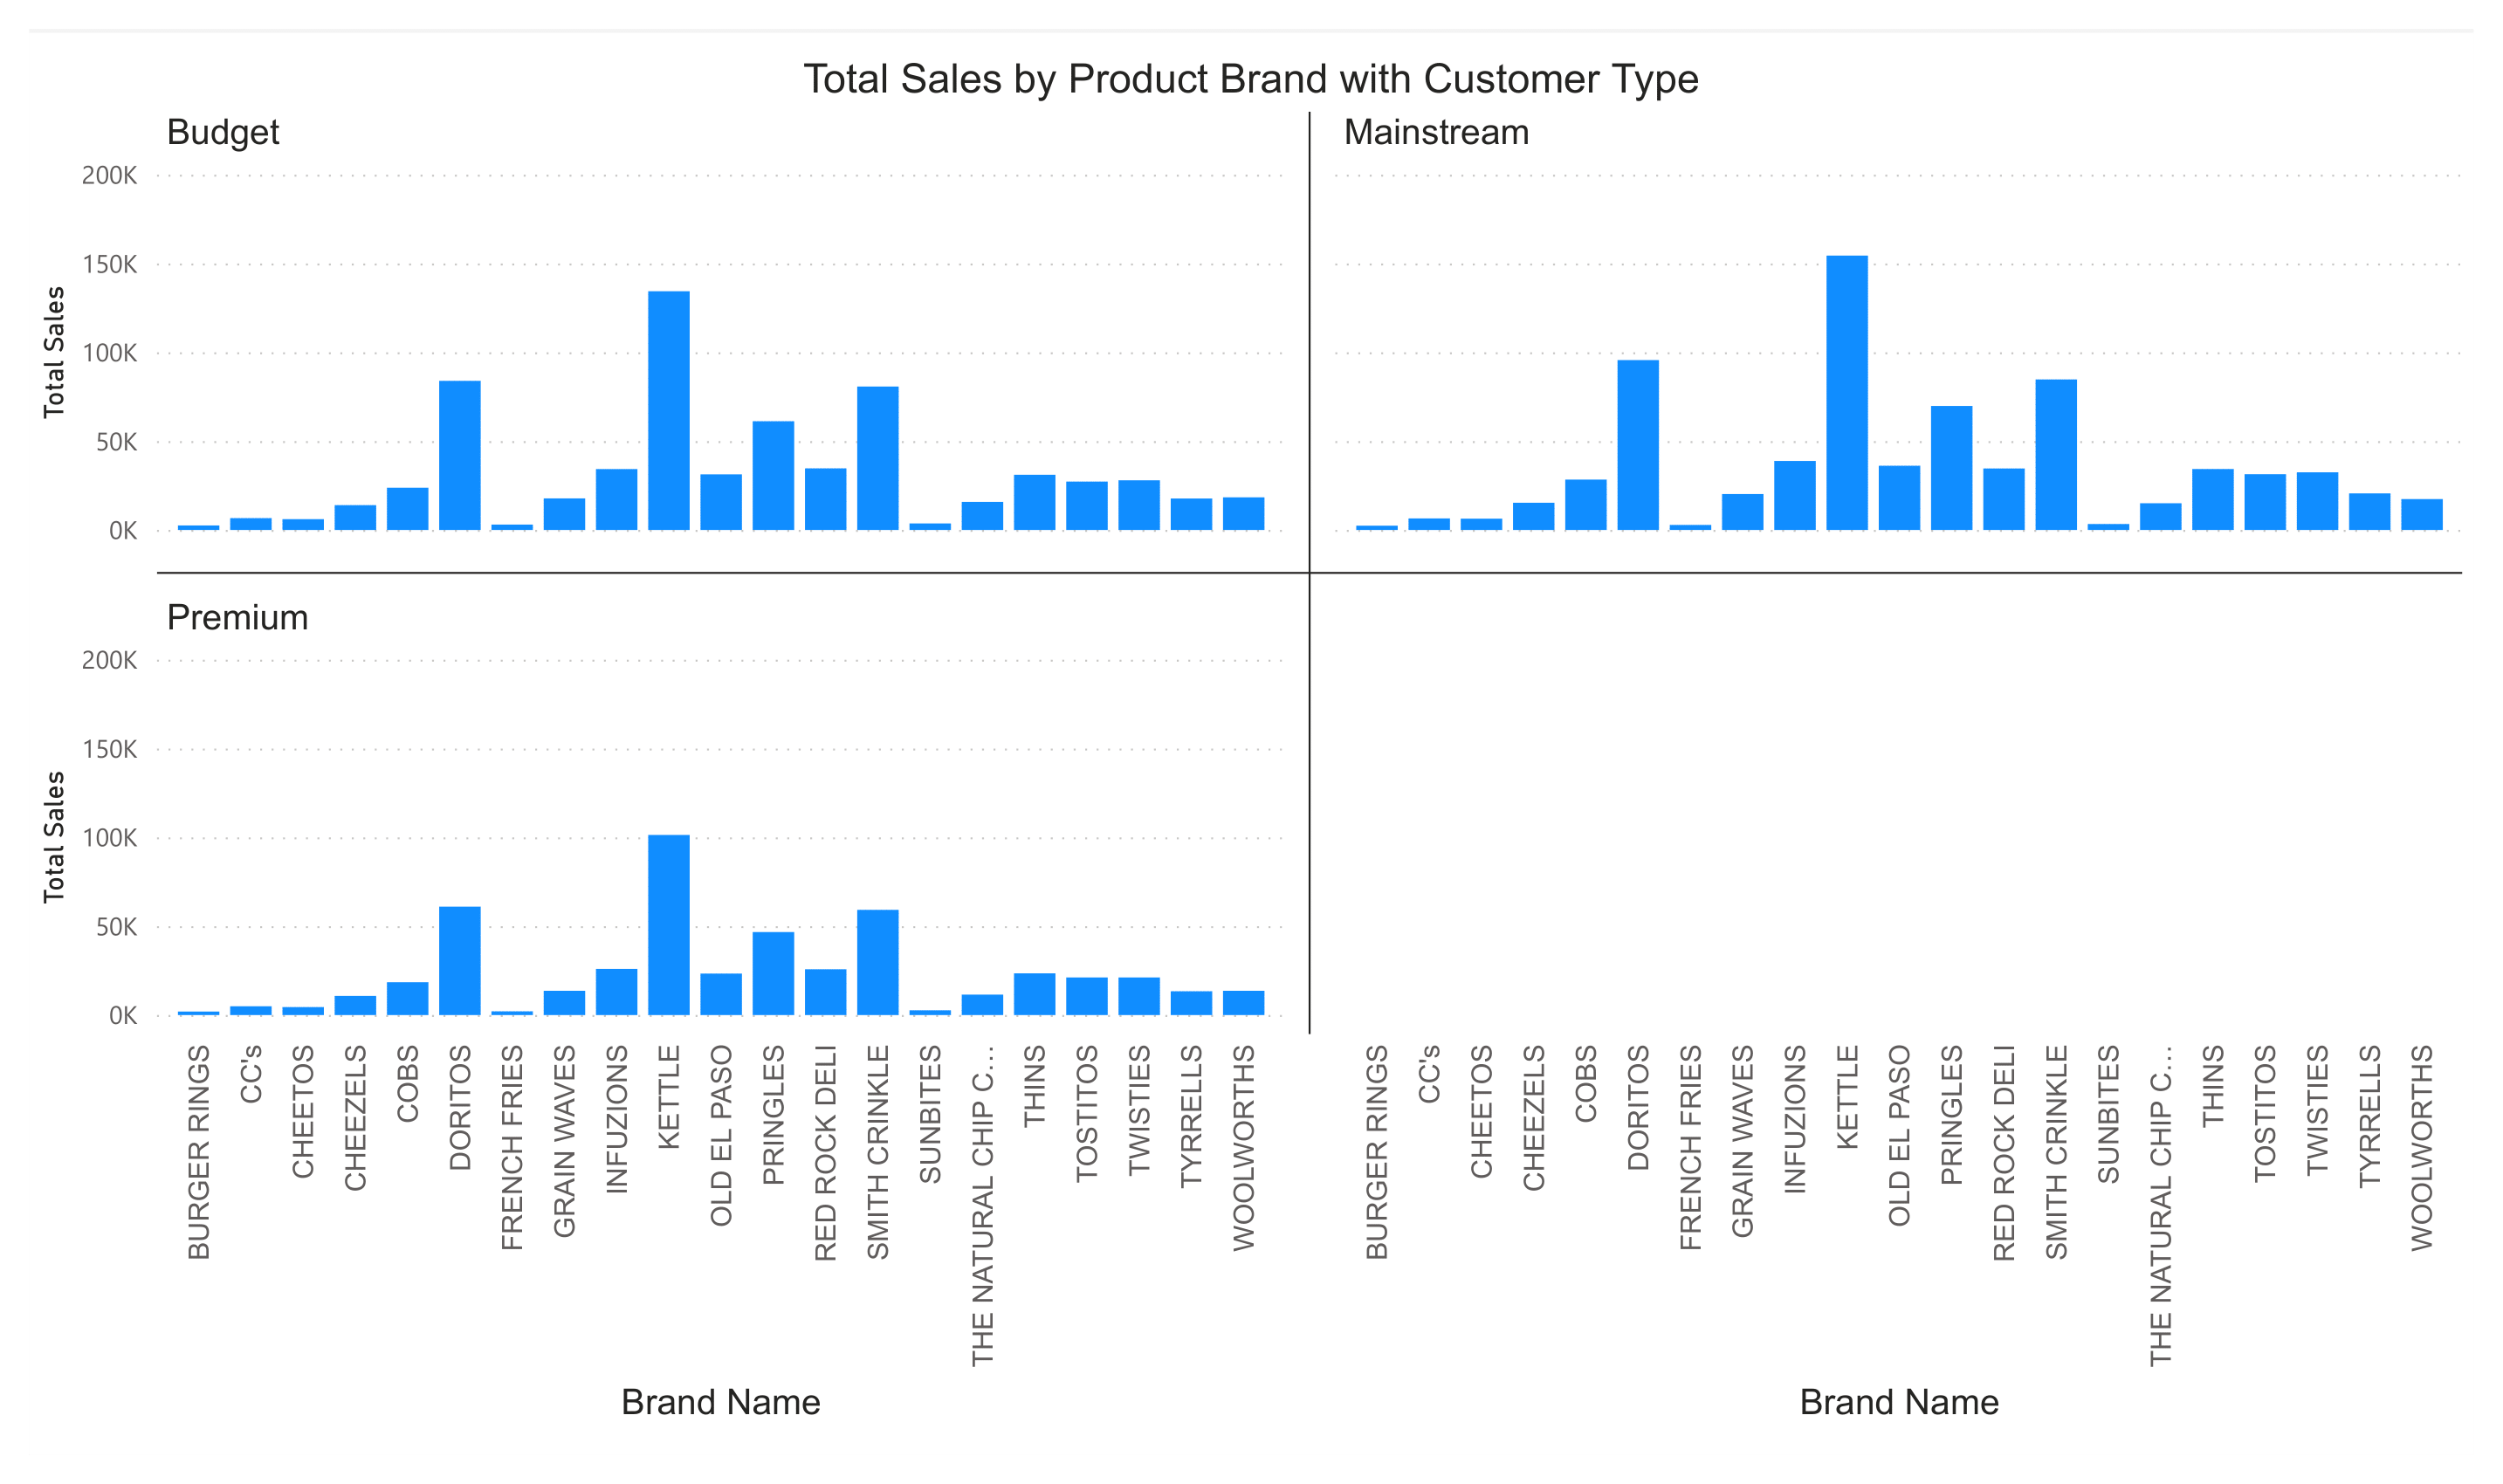 Total Sales by Product Brand with Customer Type
Budget
Mainstream
200K
150K
100K
50K
0K
Total Sales
Premium
200K
150K
100K
50K
0K
Total Sales
BURGER RINGS
CC's
CHEETOS
CHEEZELS
COBS
DORITOS
FRENCH FRIES
GRAIN WAVES
INFUZIONS
KETTLE
OLD EL PASO
PRINGLES
RED ROCK DELI
SMITH CRINKLE
SUNBITES
THE NATURAL CHIP C...
THINS
TOSTITOS
TWISTIES
TYRRELLS
WOOLWORTHS
BURGER RINGS
CC's
CHEETOS
CHEEZELS
COBS
DORITOS
FRENCH FRIES
GRAIN WAVES
INFUZIONS
KETTLE
OLD EL PASO
PRINGLES
RED ROCK DELI
SMITH CRINKLE
SUNBITES
THE NATURAL CHIP C...
THINS
TOSTITOS
TWISTIES
TYRRELLS
WOOLWORTHS
Brand Name
Brand Name